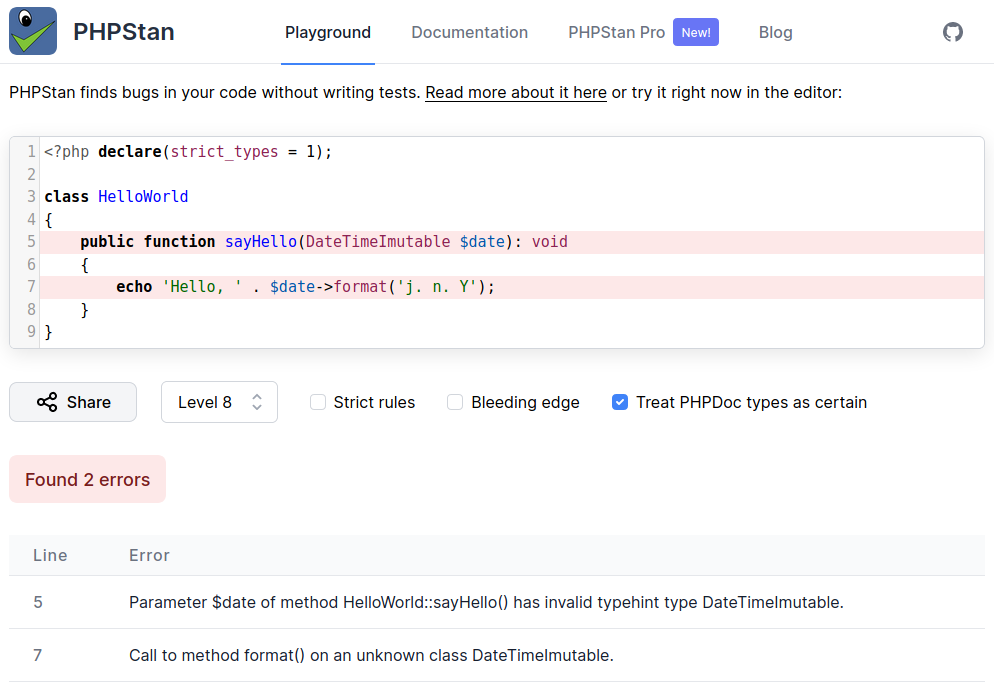 PHPStan
Playground
Documentation
PHPStan Pro New!
Blog
PHPStan finds bugs in your code without writing tests. Read more about it here or try it right now in the editor:
1 <?php declare(strict_types = 1);
2
3 class HelloWorld
4 {
5     public function sayHello(DateTimeImutable $date): void
6     {
7         echo 'Hello, ' . $date->format('j. n. Y');
8     }
9 }
Share
Level 8
Strict rules
Bleeding edge
Treat PHPDoc types as certain
Found 2 errors
Line Error
5 Parameter $date of method HelloWorld::sayHello() has invalid typehint type DateTimeImutable.
7 Call to method format() on an unknown class DateTimeImutable.